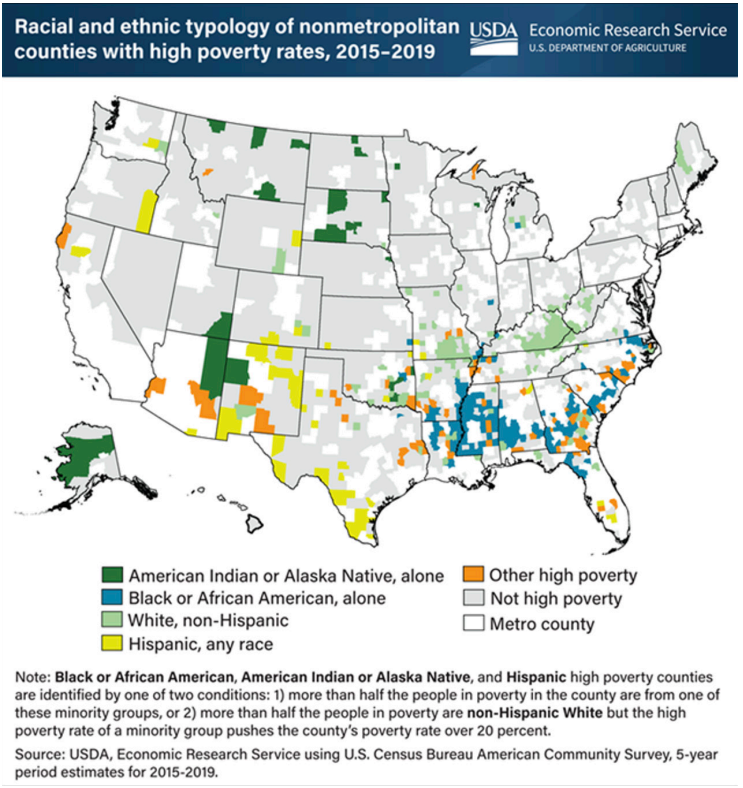 Racial and ethnic typology of nonmetropolitan
counties with high poverty rates, 2015–2019
USDA
Economic Research Service
U.S. DEPARTMENT OF AGRICULTURE
American Indian or Alaska Native, alone
Black or African American, alone
White, non-Hispanic
Hispanic, any race
Other high poverty
Not high poverty
Metro county
Note: Black or African American, American Indian or Alaska Native, and Hispanic high poverty counties
are identified by one of two conditions: 1) more than half the people in poverty in the county are from one of
these minority groups, or 2) more than half the people in poverty are non-Hispanic White but the high
poverty rate of a minority group pushes the county's poverty rate over 20 percent.
Source: USDA, Economic Research Service using U.S. Census Bureau American Community Survey, 5-year
period estimates for 2015-2019.